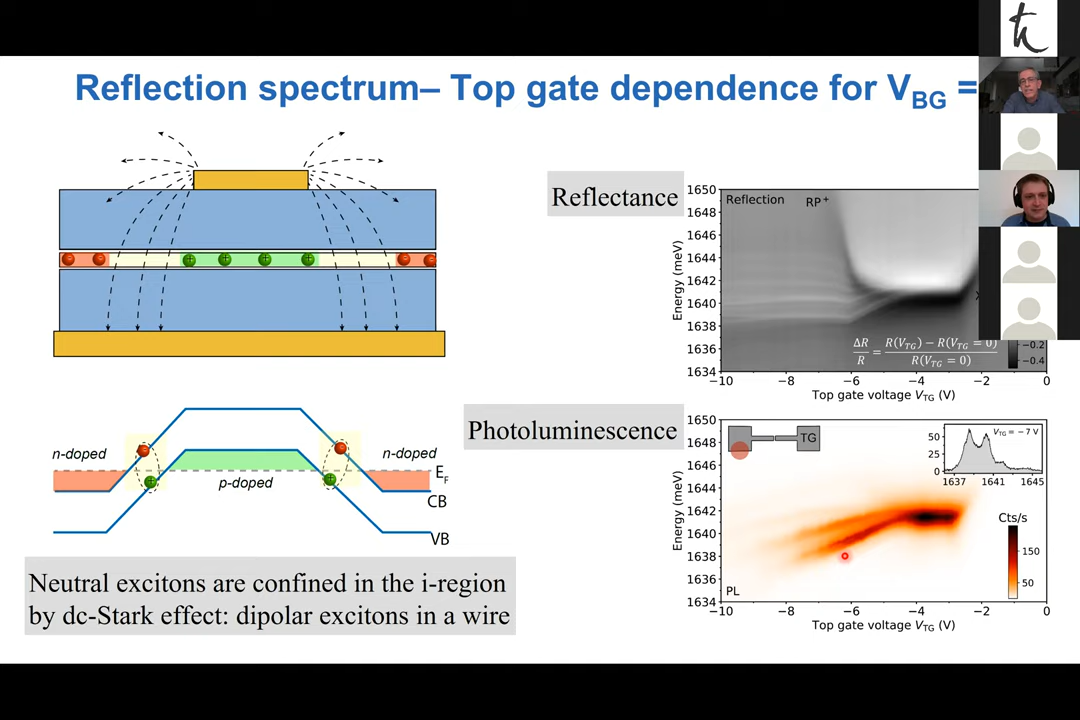 Reflection spectrum– Top gate dependence for V_BG =
Reflectance
1650
1648
1646
1644
1642
1640
1638
1636
1634
Energy (meV)
Reflection
RP⁺
ΔR/R = R(V_TG) − R(V_TG = 0) / R(V_TG = 0)
−0.2
−0.4
−10 −8 −6 −4 −2 0
Top gate voltage V_TG (V)
n-doped
n-doped
p-doped
E_F
CB
VB
Photoluminescence
1650
1648
1646
1644
1642
1640
1638
1636
1634
Energy (meV)
TG
V_TG = − 7 V
50
25
0
1637 1641 1645
Cts/s
150
50
PL
−10 −8 −6 −4 −2 0
Top gate voltage V_TG (V)
Neutral excitons are confined in the i-region
by dc-Stark effect: dipolar excitons in a wire